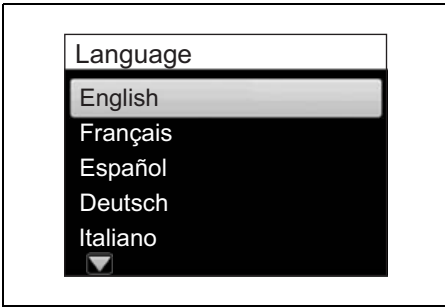 Language
English
Français
Español
Deutsch
Italiano